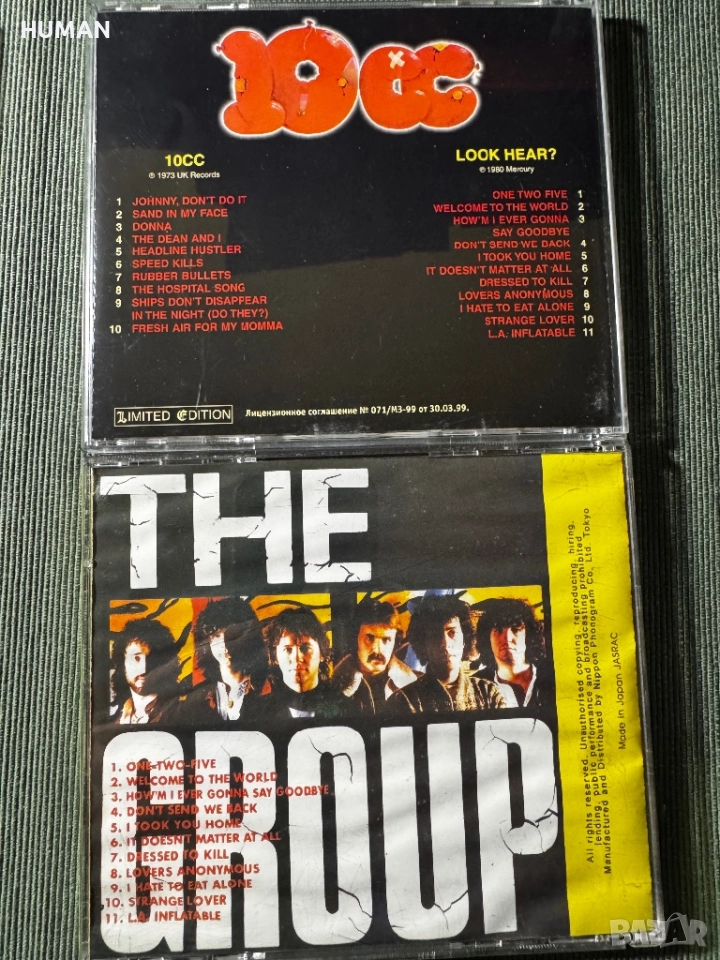 HUMAN
10cc
10CC
℗ 1973 UK Records
1 JOHNNY, DON'T DO IT
2 SAND IN MY FACE
3 DONNA
4 THE DEAN AND I
5 HEADLINE HUSTLER
6 SPEED KILLS
7 RUBBER BULLETS
8 THE HOSPITAL SONG
9 SHIPS DON'T DISAPPEAR
IN THE NIGHT (DO THEY?)
10 FRESH AIR FOR MY MOMMA
LOOK HEAR?
℗ 1980 Mercury
ONE TWO FIVE 1
WELCOME TO THE WORLD 2
HOW'M I EVER GONNA 3
SAY GOODBYE
DON'T SEND WE BACK 4
I TOOK YOU HOME 5
IT DOESN'T MATTER AT ALL 6
DRESSED TO KILL 7
LOVERS ANONYMOUS 8
I HATE TO EAT ALONE 9
STRANGE LOVER 10
L.A. INFLATABLE 11
LIMITED EDITION
Лицензионное соглашение № 071/МЗ-99 от 30.03.99.
THE
GROUP
1. ONE-TWO-FIVE
2. WELCOME TO THE WORLD
3. HOW'M I EVER GONNA SAY GOODBYE
4. DON'T SEND WE BACK
5. I TOOK YOU HOME
6. IT DOESN'T MATTER AT ALL
7. DRESSED TO KILL
8. LOVERS ANONYMOUS
9. I HATE TO EAT ALONE
10. STRANGE LOVER
11. L.A. INFLATABLE
All rights reserved. Unauthorised copying, reproducing, hiring,
lending, public performance and broadcasting prohibited
Manufactured and Distributed by Nippon Phonogram Co., Ltd. Tokyo
Made in Japan JASRAC
BAZAR